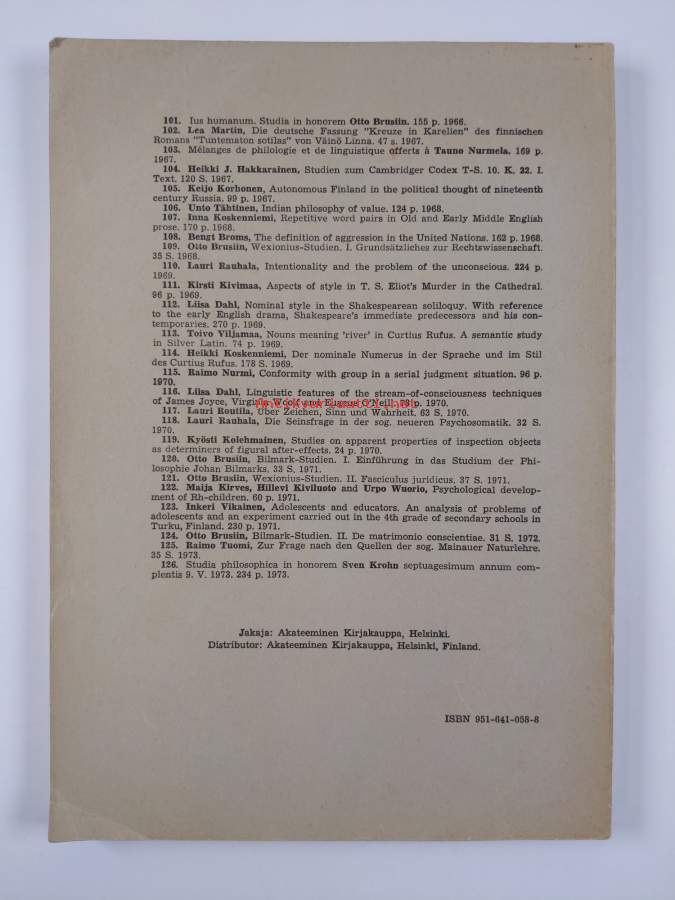 101. Ius humanum. Studia in honorem Otto Brusiin. 155 p. 1966.
102. Lea Martin, Die deutsche Fassung "Kreuze in Karelien" des finnischen
Romans "Tuntematon sotilas" von Väinö Linna. 47 s. 1967.
103. Mélanges de philologie et de linguistique offerts à Tauno Nurmela. 169 p.
1967.
104. Heikki J. Hakkarainen, Studien zum Cambridger Codex T-S. 10. K. 22. I.
Text. 120 S. 1967.
105. Keijo Korhonen, Autonomous Finland in the political thought of nineteenth
century Russia. 99 p. 1967.
106. Unto Tähtinen, Indian philosophy of value. 124 p. 1968.
107. Inna Koskenniemi, Repetitive word pairs in Old and Early Middle English
prose. 170 p. 1968.
108. Bengt Broms, The definition of aggression in the United Nations. 162 p. 1968.
109. Otto Brusiin, Wexionius-Studien. I. Grundsätzliches zur Rechtswissenschaft.
35 S. 1968.
110. Lauri Rauhala, Intentionality and the problem of the unconscious. 224 p.
1969.
111. Kirsti Kivimaa, Aspects of style in T. S. Eliot's Murder in the Cathedral.
96 p. 1969.
112. Liisa Dahl, Nominal style in the Shakespearean soliloquy. With reference
to the early English drama, Shakespeare's immediate predecessors and his con-
temporaries. 270 p. 1969.
113. Toivo Viljamaa, Nouns meaning 'river' in Curtius Rufus. A semantic study
in Silver Latin. 74 p. 1969.
114. Heikki Koskenniemi, Der nominale Numerus in der Sprache und im Stil
des Curtius Rufus. 178 S. 1969.
115. Raimo Nurmi, Conformity with group in a serial judgment situation. 96 p.
1970.
116. Liisa Dahl, Linguistic features of the stream-of-consciousness techniques
of James Joyce, Virginia Woolf and Eugene O'Neill. p. 1970.
117. Lauri Routila, Über Zeichen, Sinn und Wahrheit. 63 S. 1970.
118. Lauri Rauhala, Die Seinsfrage in der sog. neueren Psychosomatik. 32 S.
1970.
119. Kyösti Kolehmainen, Studies on apparent properties of inspection objects
as determiners of figural after-effects. 24 p. 1970.
120. Otto Brusiin, Bilmark-Studien. I. Einführung in das Studium der Phi-
losophie Johan Bilmarks, 33 S. 1971.
121. Otto Brusiin, Wexionius-Studien. II. Fasciculus juridicus. 37 S. 1971.
122. Maija Kirves, Hillevi Kiviluoto and Urpo Wuorio, Psychological develop-
ment of Rh-children. 60 p. 1971.
123. Inkeri Vikainen, Adolescents and educators. An analysis of problems of
adolescents and an experiment carried out in the 4th grade of secondary schools in
Turku, Finland. 230 p. 1971.
124. Otto Brusiin, Bilmark-Studien. II. De matrimonio conscientiae. 31 S. 1972.
125. Raimo Tuomi, Zur Frage nach den Quellen der sog. Mainauer Naturlehre.
35 S. 1973.
126. Studia philosophica in honorem Sven Krohn septuagesimum annum com-
plentis 9. V. 1973. 234 p. 1973.
Jakaja: Akateeminen Kirjakauppa, Helsinki.
Distributor: Akateeminen Kirjakauppa, Helsinki, Finland.
ISBN 951-641-058-8